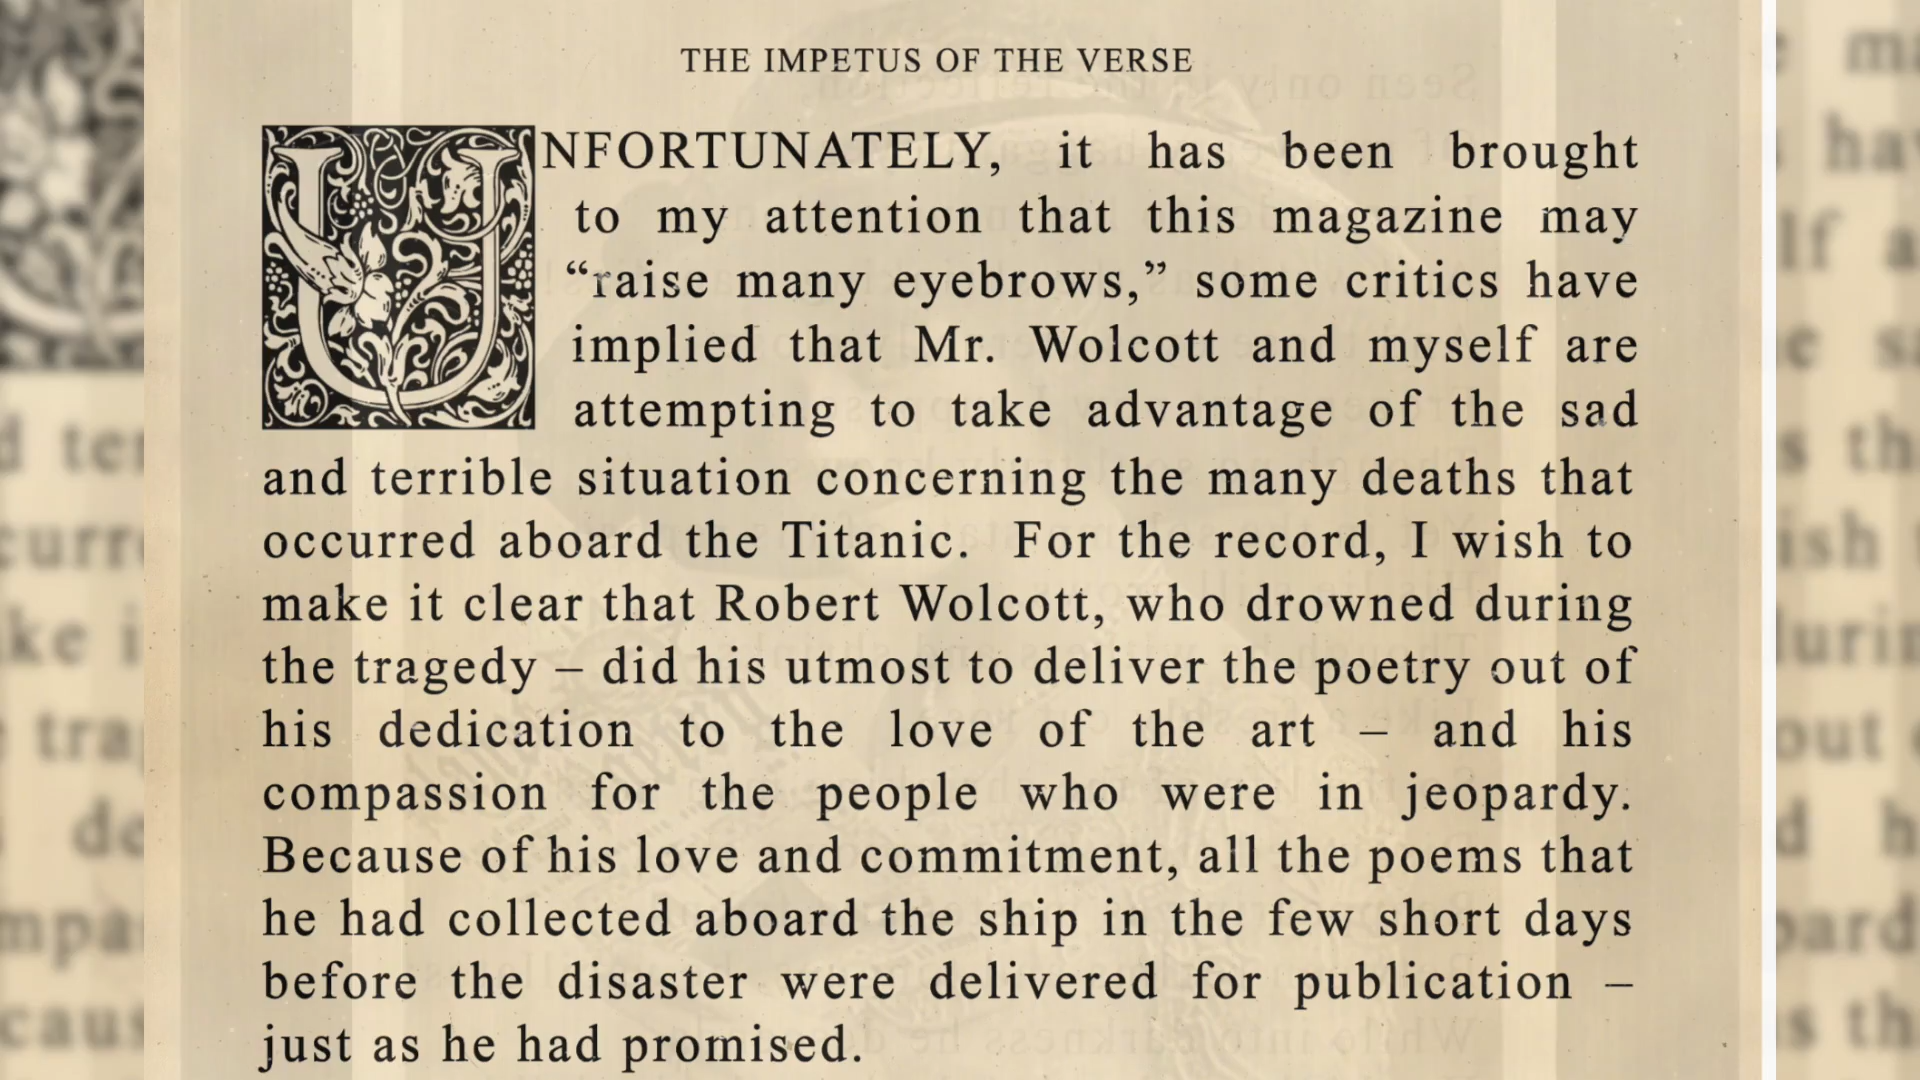 THE IMPETUS OF THE VERSE
UNFORTUNATELY, it has been brought
to my attention that this magazine may
“raise many eyebrows,” some critics have
implied that Mr. Wolcott and myself are
attempting to take advantage of the sad
and terrible situation concerning the many deaths that
occurred aboard the Titanic. For the record, I wish to
make it clear that Robert Wolcott, who drowned during
the tragedy – did his utmost to deliver the poetry out of
his dedication to the love of the art – and his
compassion for the people who were in jeopardy.
Because of his love and commitment, all the poems that
he had collected aboard the ship in the few short days
before the disaster were delivered for publication –
just as he had promised.